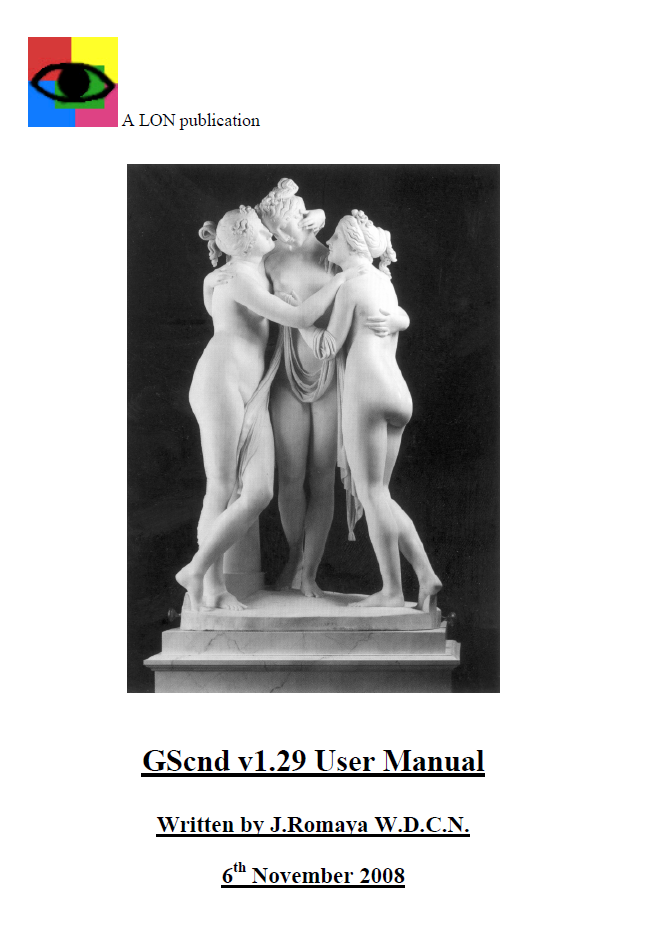 A LON publication
GScnd v1.29 User Manual
Written by J.Romaya W.D.C.N.
6th November 2008